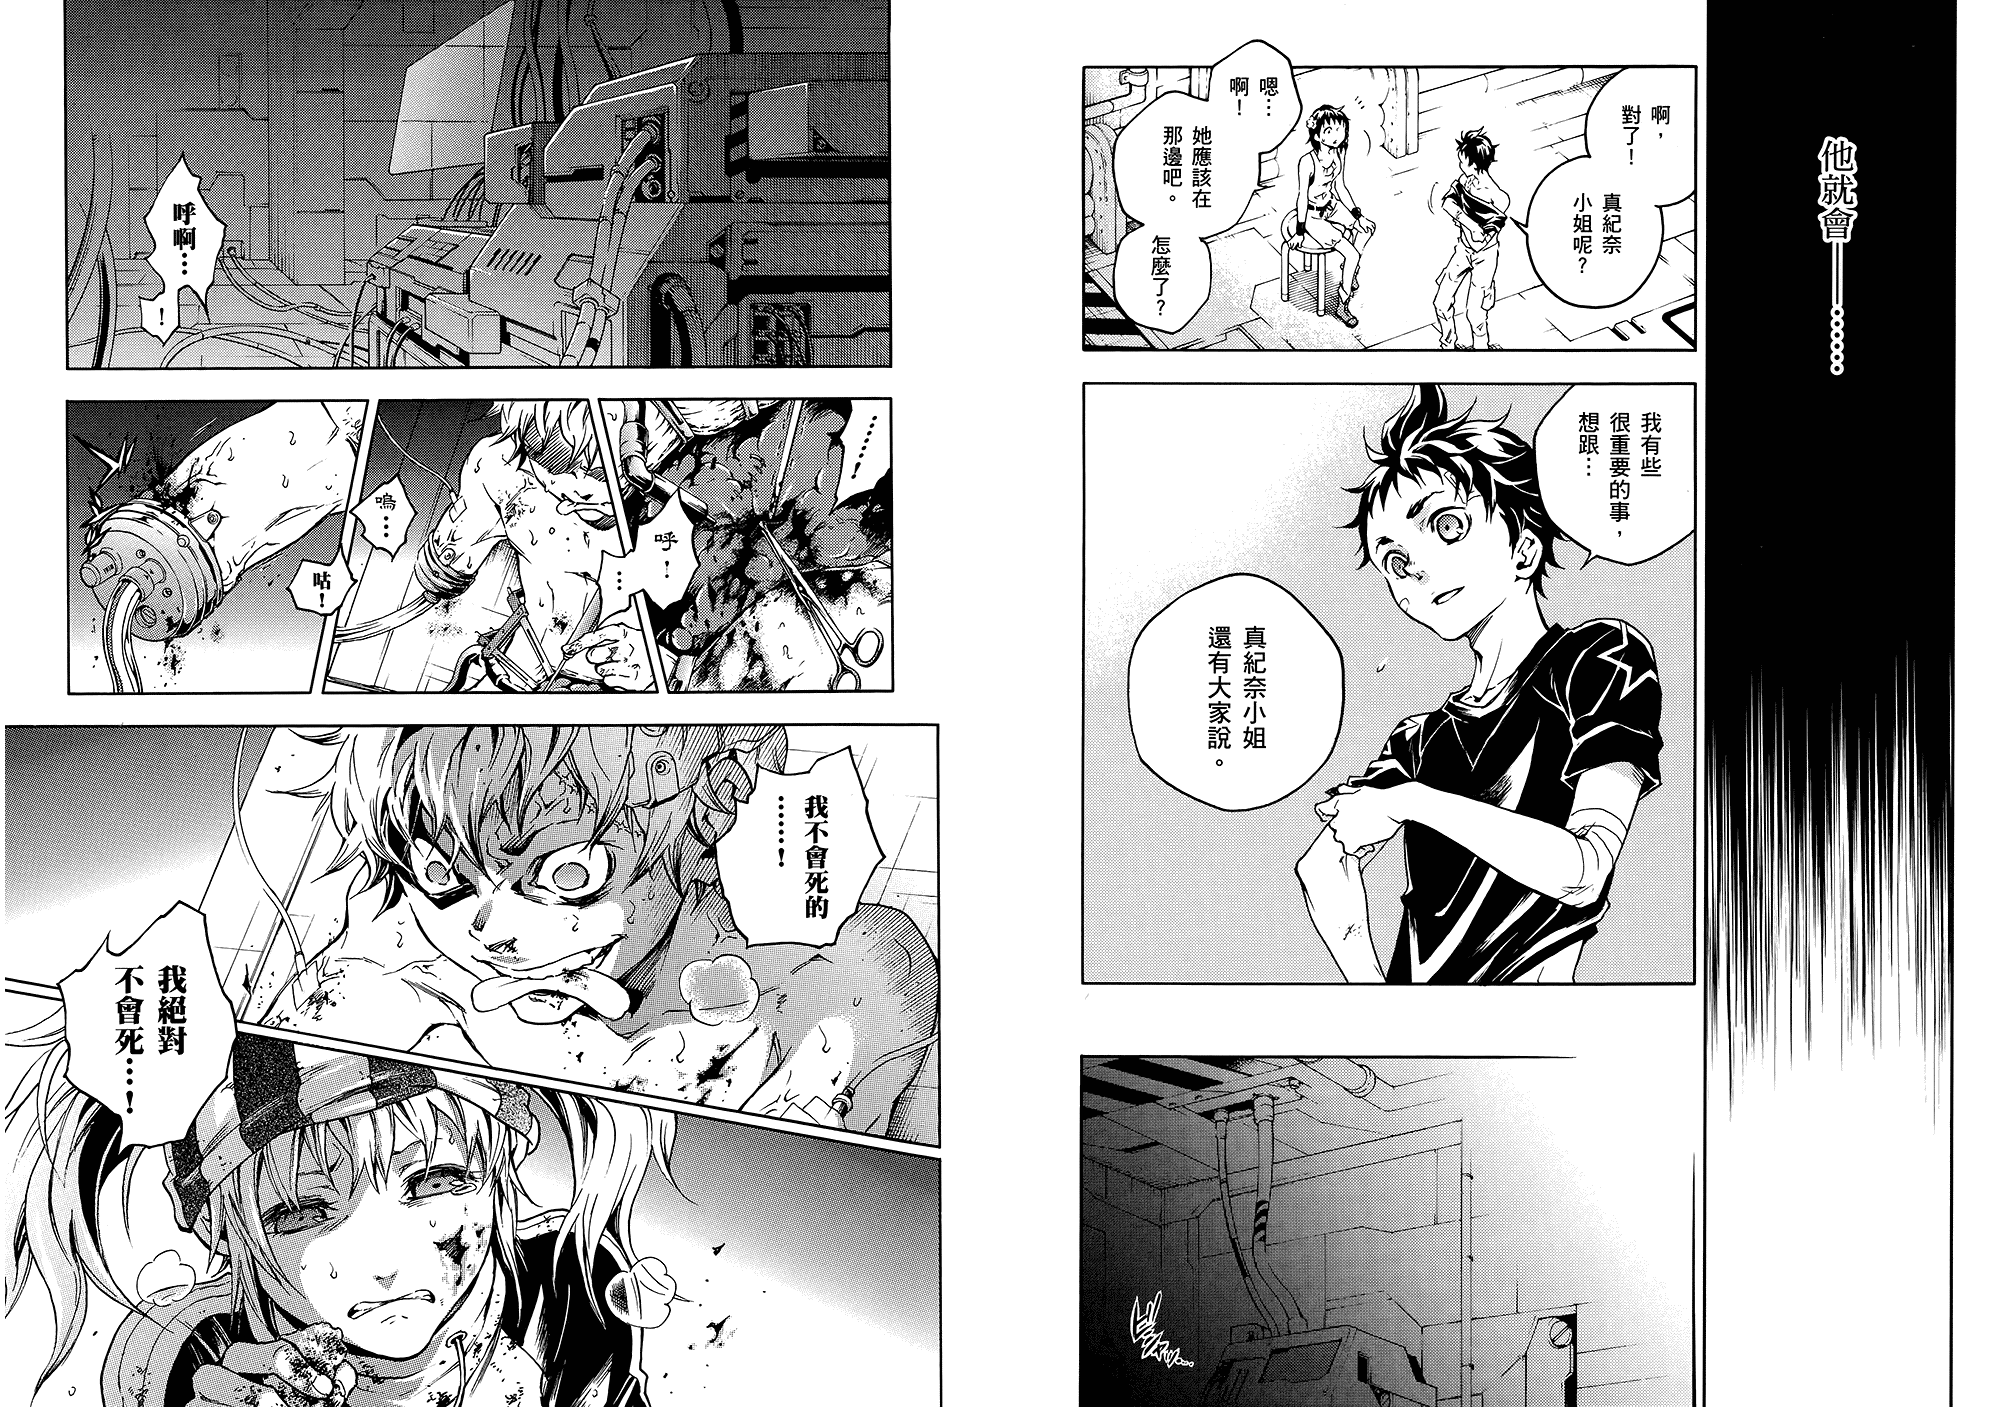 他就會——……。
啊，
對了！
真紀奈
小姐呢？
嗯…
啊！
她應該在
那邊吧。
怎麼了？
我有些
很重要的事，
想跟…
真紀奈小姐
還有大家說。
呼啊…
！
……！
呼！
…
嗚…
咕！
我不會死的
……！
我絕對
不會死……！